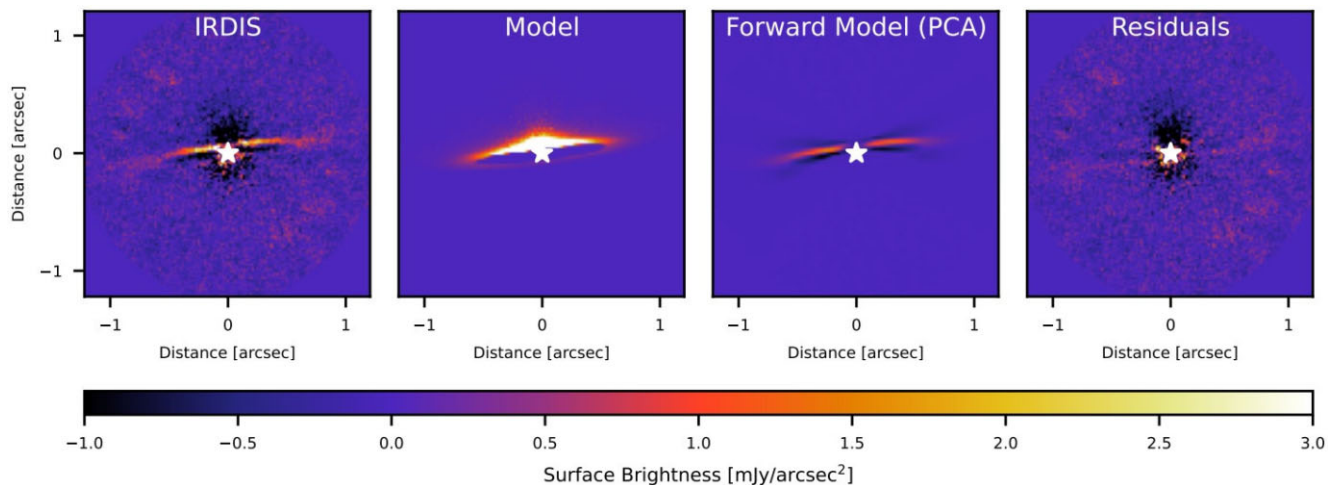 IRDIS Model Forward Model (PCA) Residuals
1
0
−1
Distance [arcsec]
−1 0 1 −1 0 1 −1 0 1 −1 0 1
Distance [arcsec] Distance [arcsec] Distance [arcsec] Distance [arcsec]
−1.0 −0.5 0.0 0.5 1.0 1.5 2.0 2.5 3.0
Surface Brightness [mJy/arcsec²]